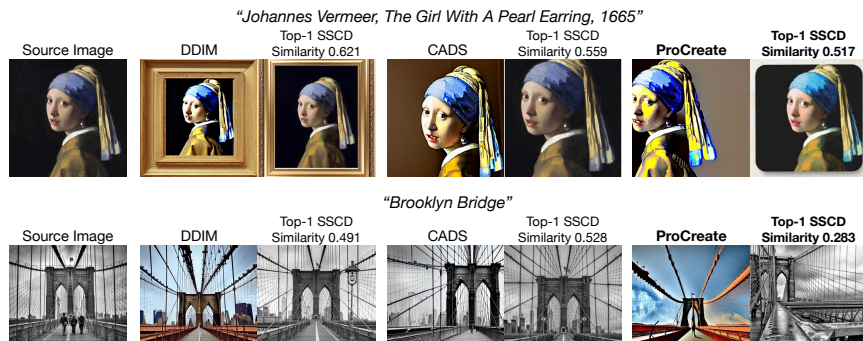 “Johannes Vermeer, The Girl With A Pearl Earring, 1665”
Source Image
DDIM
Top-1 SSCD
Similarity 0.621
CADS
Top-1 SSCD
Similarity 0.559
ProCreate
Top-1 SSCD
Similarity 0.517
“Brooklyn Bridge”
Source Image
DDIM
Top-1 SSCD
Similarity 0.491
CADS
Top-1 SSCD
Similarity 0.528
ProCreate
Top-1 SSCD
Similarity 0.283